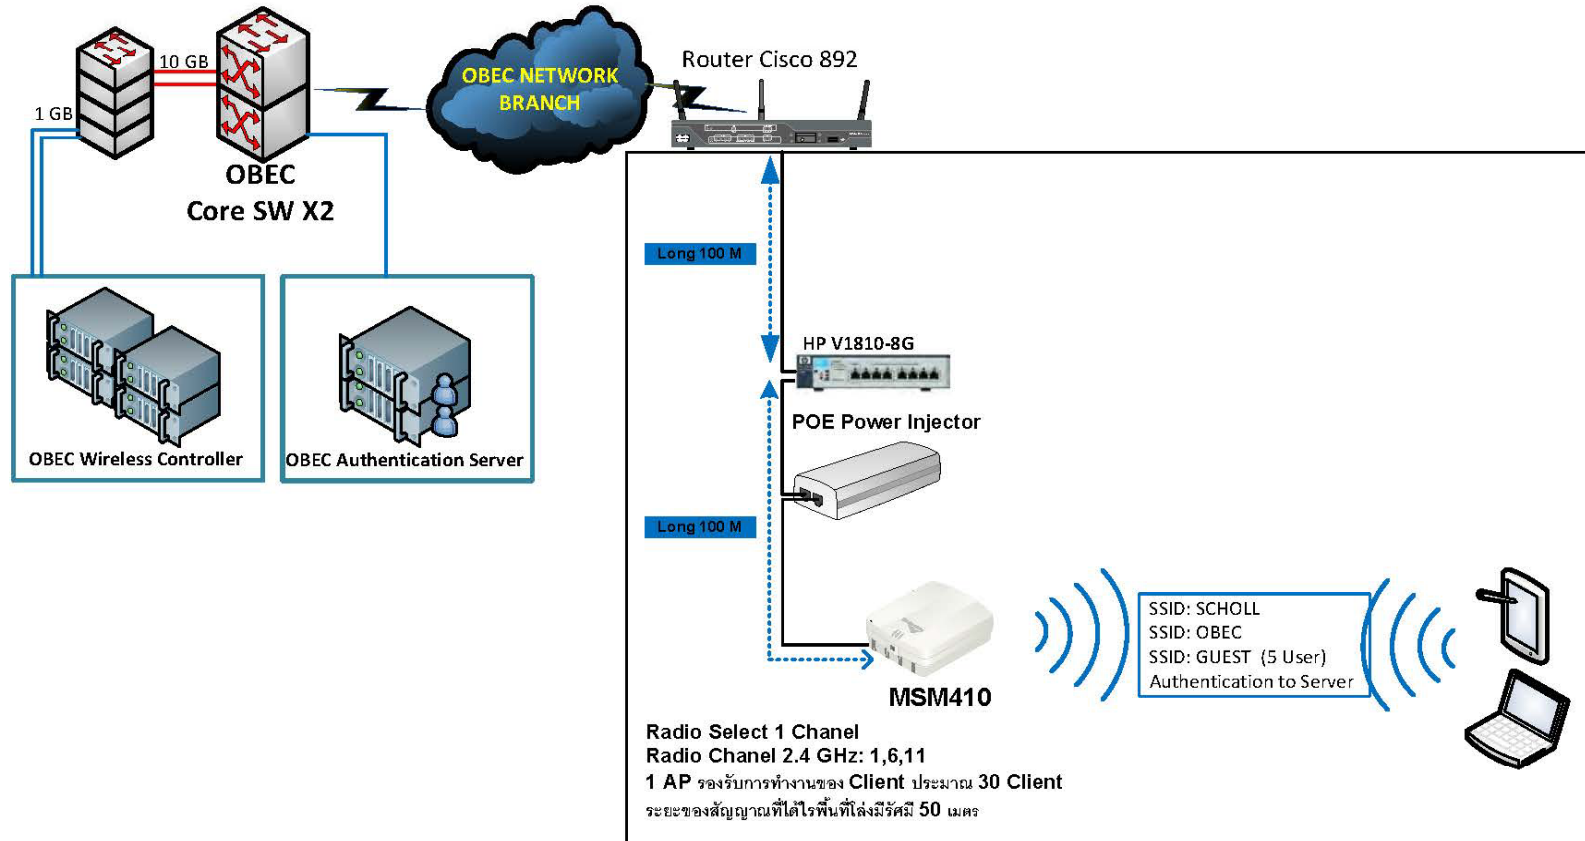 10 GB
1 GB
OBEC
Core SW X2
OBEC NETWORK
BRANCH
Router Cisco 892
OBEC Wireless Controller
OBEC Authentication Server
Long 100 M
HP V1810-8G
POE Power Injector
Long 100 M
MSM410
SSID: SCHOLL
SSID: OBEC
SSID: GUEST (5 User)
Authentication to Server
Radio Select 1 Chanel
Radio Chanel 2.4 GHz: 1,6,11
1 AP รองรับการทำงานของ Client ประมาณ 30 Client
ระยะของสัญญาณที่ได้ไรพื้นที่โล่งมีรัศมี 50 เมตร